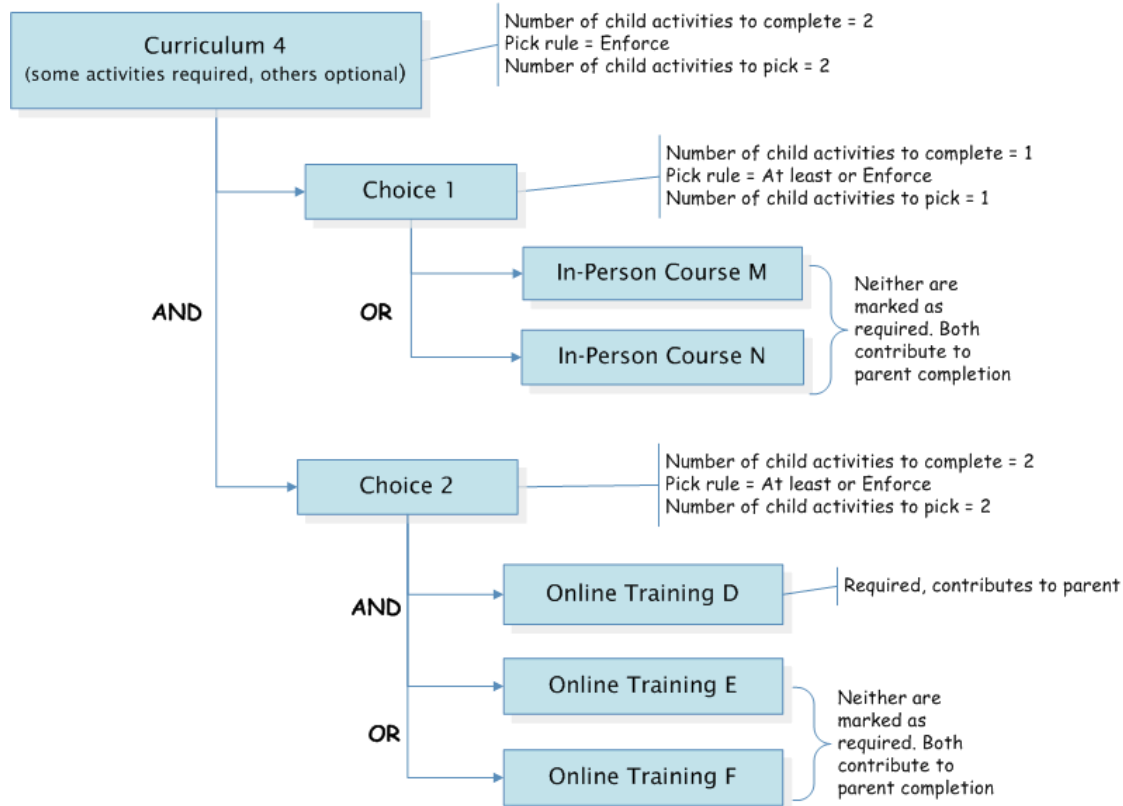 Curriculum 4
(some activities required, others optional)
Number of child activities to complete = 2
Pick rule = Enforce
Number of child activities to pick = 2
AND
Choice 1
Number of child activities to complete = 1
Pick rule = At least or Enforce
Number of child activities to pick = 1
OR
In-Person Course M
In-Person Course N
Neither are
marked as
required. Both
contribute to
parent completion
Choice 2
Number of child activities to complete = 2
Pick rule = At least or Enforce
Number of child activities to pick = 2
AND
Online Training D
Required, contributes to parent
OR
Online Training E
Online Training F
Neither are
marked as
required. Both
contribute to
parent completion